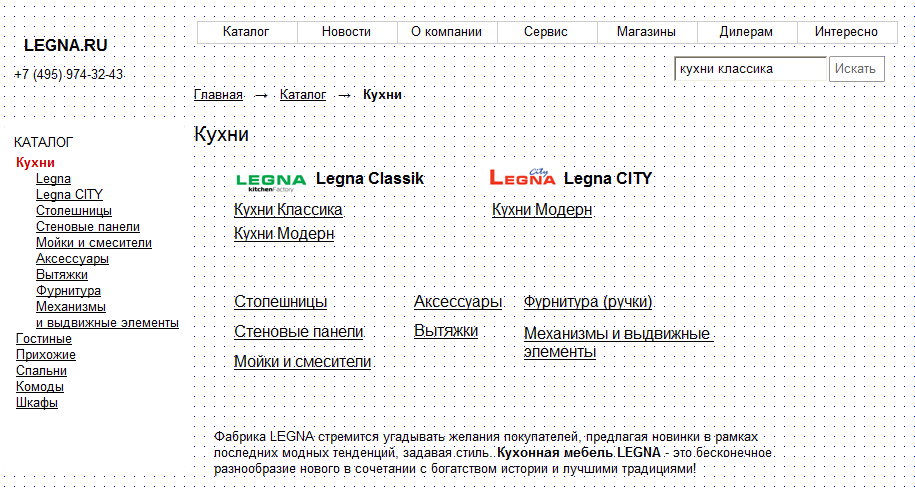 Каталог Новости О компании Сервис Магазины Дилерам Интересно
LEGNA.RU
+7 (495) 974-32-43
кухни классика Искать
Главная → Каталог → Кухни
КАТАЛОГ
Кухни
Legna
Legna CITY
Столешницы
Стеновые панели
Мойки и смесители
Аксессуары
Вытяжки
Фурнитура
Механизмы
и выдвижные элементы
Гостиные
Прихожие
Спальни
Комоды
Шкафы
Кухни
LEGNA kitchenFactory Legna Classik
Кухни Классика
Кухни Модерн
LEGNA City Legna CITY
Кухни Модерн
Столешницы
Стеновые панели
Мойки и смесители
Аксессуары
Вытяжки
Фурнитура (ручки)
Механизмы и выдвижные
элементы
Фабрика LEGNA стремится угадывать желания покупателей, предлагая новинки в рамках
последних модных тенденций, задавая стиль. Кухонная мебель LEGNA - это бесконечное
разнообразие нового в сочетании с богатством истории и лучшими традициями!